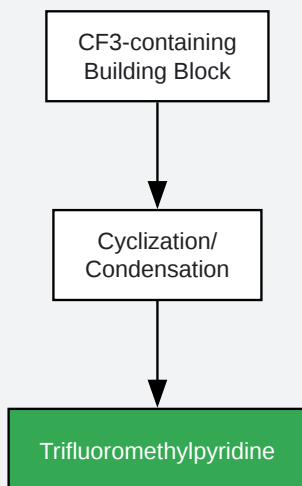 CF3-containing
Building Block
Cyclization/
Condensation
Trifluoromethylpyridine